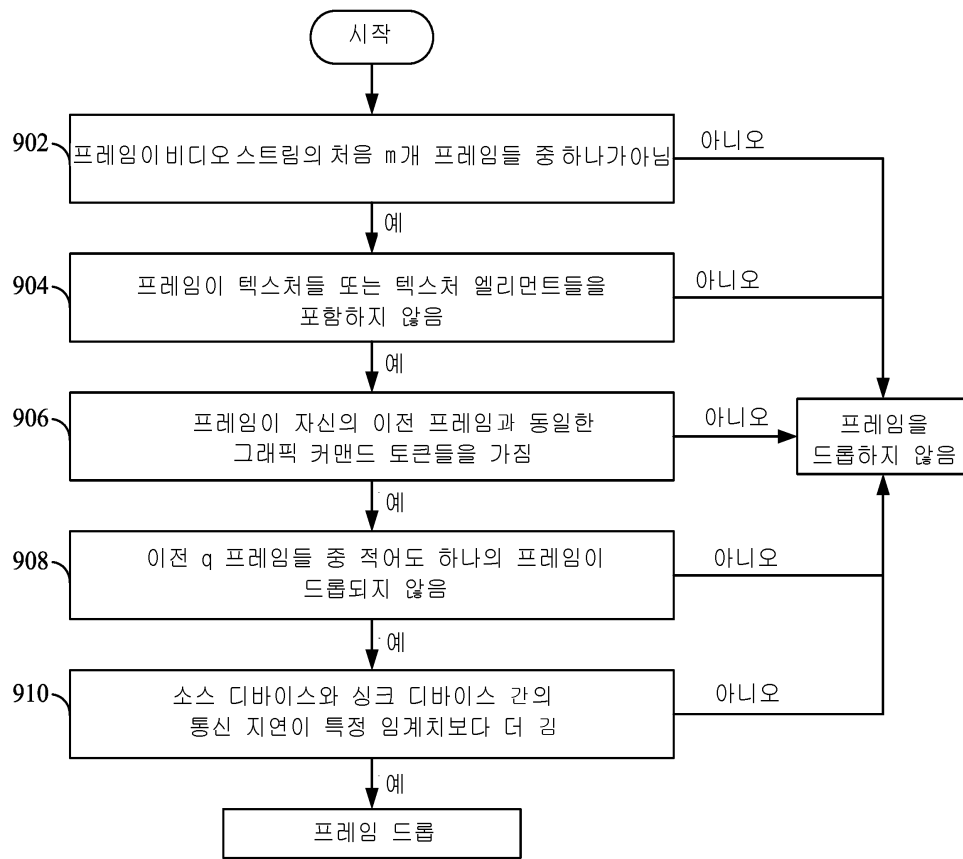 시작
902
프레임이 비디오 스트림의 처음 m개 프레임들 중 하나가아님
아니오
예
904
프레임이 텍스처들 또는 텍스처 엘리먼트들을
포함하지 않음
아니오
예
906
프레임이 자신의 이전 프레임과 동일한
그래픽 커맨드 토큰들을 가짐
아니오
프레임을
드롭하지 않음
예
908
이전 q 프레임들 중 적어도 하나의 프레임이
드롭되지 않음
아니오
예
910
소스 디바이스와 싱크 디바이스 간의
통신 지연이 특정 임계치보다 더 김
아니오
예
프레임 드롭